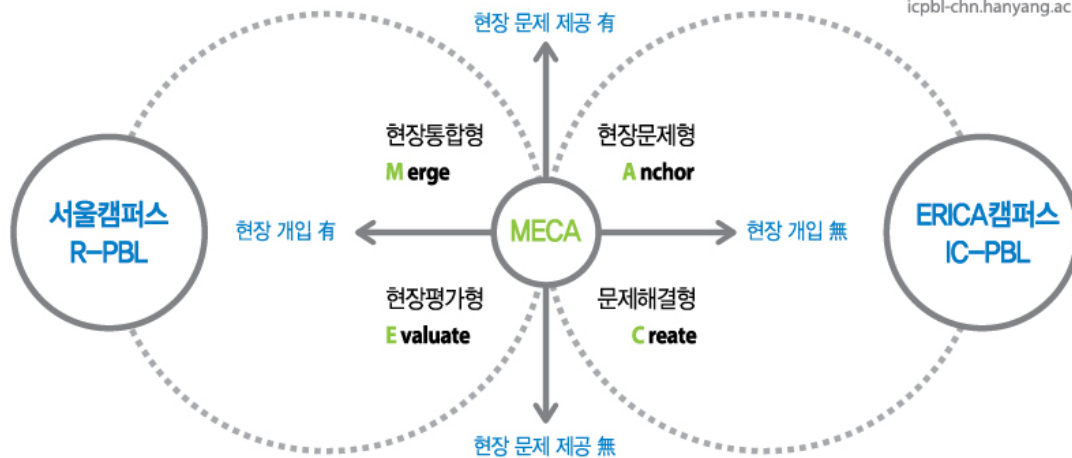 icpbl-chn.hanyang.ac
현장 문제 제공 有
현장통합형
Merge
현장문제형
Anchor
서울캠퍼스
R-PBL
현장 개입 有
MECA
현장 개입 無
ERICA캠퍼스
IC-PBL
현장평가형
Evaluate
문제해결형
Create
현장 문제 제공 無